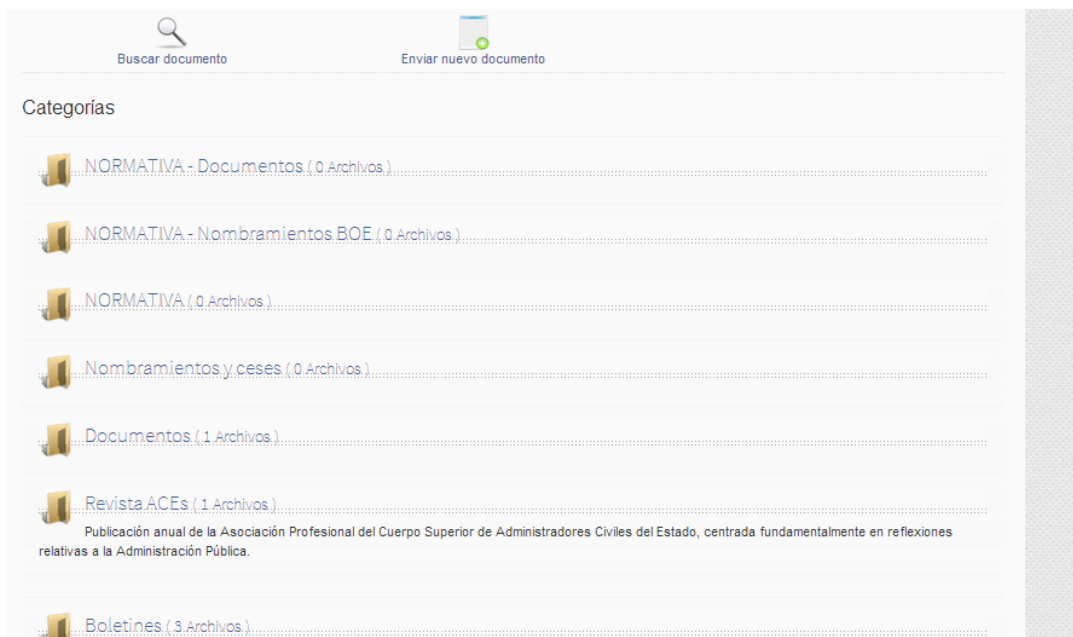 Buscar documento
Enviar nuevo documento
Categorías
NORMATIVA - Documentos ( 0 Archivos )
NORMATIVA - Nombramientos BOE ( 0 Archivos )
NORMATIVA ( 0 Archivos )
Nombramientos y ceses ( 0 Archivos )
Documentos ( 1 Archivos )
Revista ACEs ( 1 Archivos )
Publicación anual de la Asociación Profesional del Cuerpo Superior de Administradores Civiles del Estado, centrada fundamentalmente en reflexiones
relativas a la Administración Pública.
Boletines ( 3 Archivos )